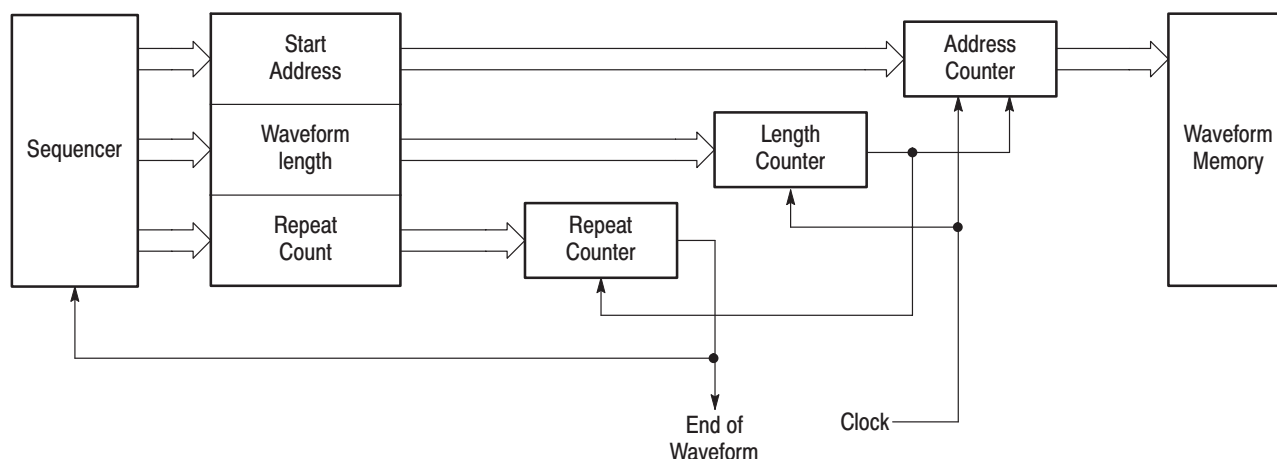 Sequencer
Start
Address
Waveform
length
Repeat
Count
Repeat
Counter
Length
Counter
Address
Counter
Waveform
Memory
End of
Waveform
Clock